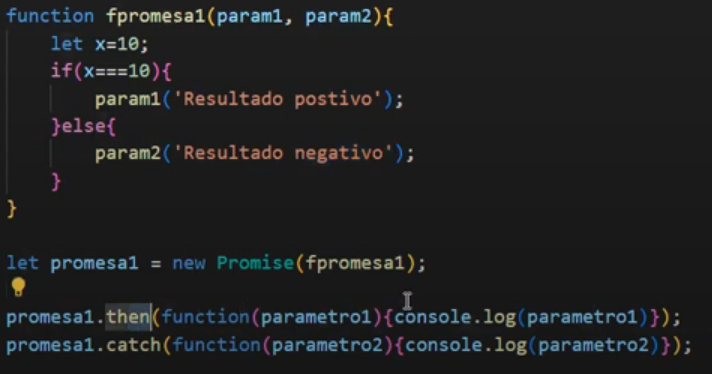 function fpromesa1(param1, param2){
let x=10;
if(x===10){
param1('Resultado postivo');
}else{
param2('Resultado negativo');
}
}
let promesa1 = new Promise(fpromesa1);
promesa1.then(function(parametro1){console.log(parametro1)});
promesa1.catch(function(parametro2){console.log(parametro2)});